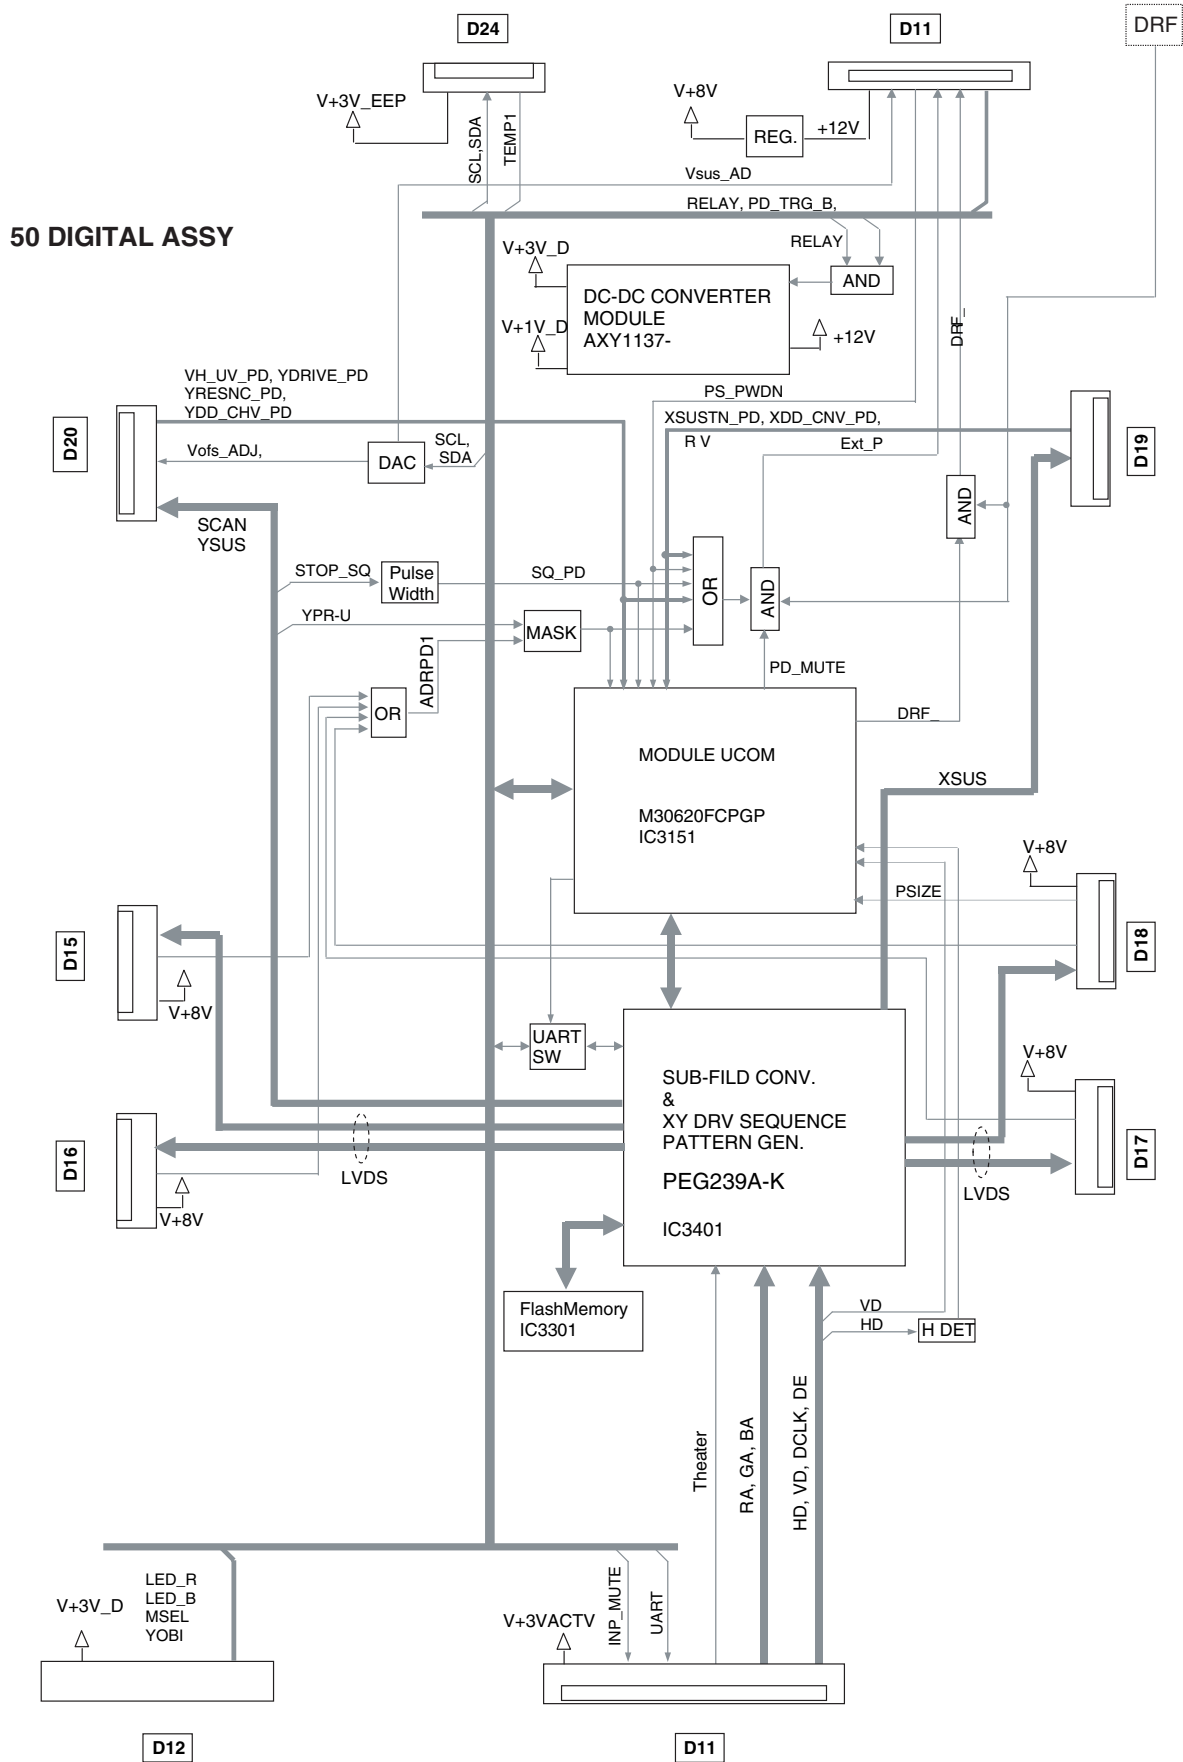 D24
D11
DRF
V+3V_EEP
SCL,SDA
TEMP1
V+8V
REG.
+12V
Vsus_AD
RELAY, PD_TRG_B,
50 DIGITAL ASSY
RELAY
AND
V+3V_D
DC-DC CONVERTER
MODULE
AXY1137-
V+1V_D
+12V
DRF_
VH_UV_PD, YDRIVE_PD
YRESNC_PD,
YDD_CHV_PD
PS_PWDN
XSUSTN_PD, XDD_CNV_PD,
R V
Ext_P
D20
D19
Vofs_ADJ,
DAC
SCL,
SDA
AND
SCAN
YSUS
STOP_SQ
Pulse
Width
SQ_PD
OR
AND
YPR-U
MASK
ADRPD1
PD_MUTE
OR
DRF_
MODULE UCOM
M30620FCPGP
IC3151
XSUS
V+8V
PSIZE
D15
D18
V+8V
UART
SW
V+8V
SUB-FILD CONV.
&
XY DRV SEQUENCE
PATTERN GEN.
PEG239A-K
IC3401
D16
D17
LVDS
LVDS
V+8V
FlashMemory
IC3301
VD
HD
H DET
Theater
RA, GA, BA
HD, VD, DCLK, DE
LED_R
LED_B
MSEL
YOBI
V+3V_D
V+3VACTV
INP_MUTE
UART
D12
D11